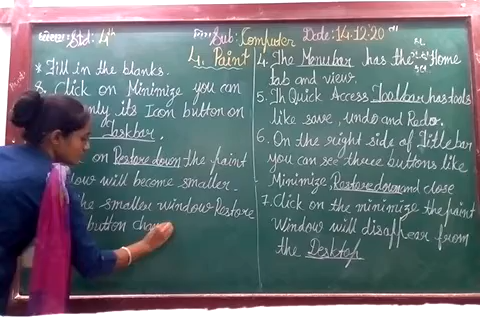 Std: 4th
Sub: Computer
Date: 14.12.20
4. Paint
* Fill in the blanks.
8. Click on Minimize you can
only its Icon button on
Taskbar.
on Restore down the paint
will become smaller.
the smaller window Restore
button chan
4. The Menubar has the Home
tab and view.
5. In Quick Access Toolbar has tools
like save, undo and Redo.
6. On the right side of Titlebar
you can see three buttons like
Minimize, Restore down and close
7. Click on the minimize the paint
Window will disappear from
the Desktop